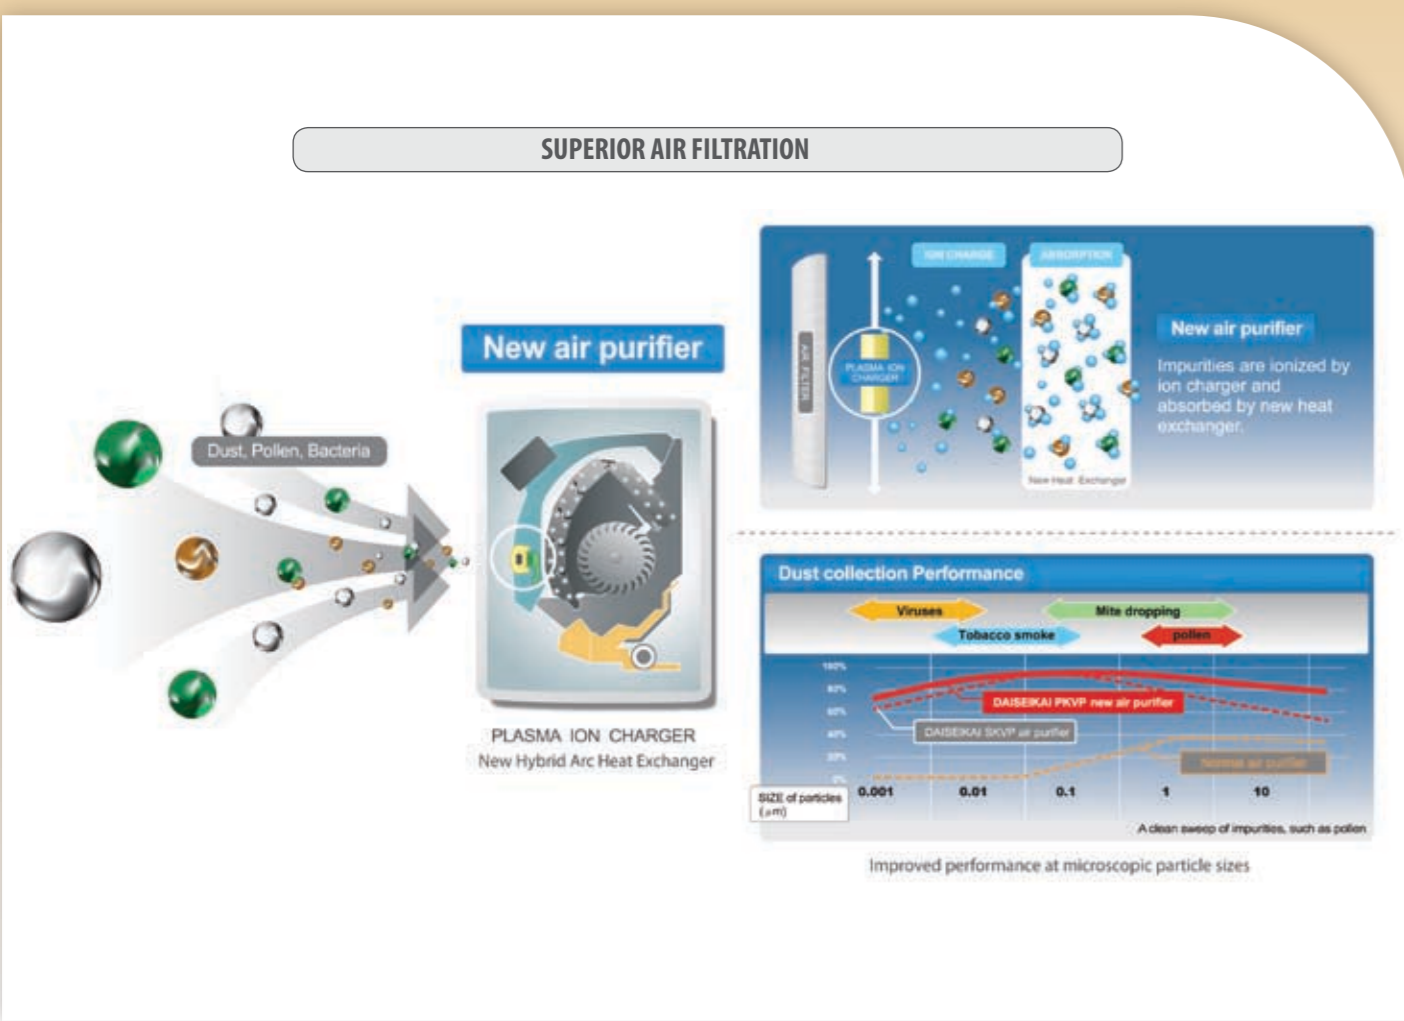 SUPERIOR AIR FILTRATION
New air purifier
Dust, Pollen, Bacteria
PLASMA ION CHARGER
New Hybrid Arc Heat Exchanger
ION CHARGE
ABSORPTION
AIR FILTER
PLASMA ION
CHARGER
New Heat Exchanger
New air purifier
Impurities are ionized by
ion charger and
absorbed by new heat
exchanger.
Dust collection Performance
Viruses
Mite dropping
Tobacco smoke
pollen
100%
80%
60%
40%
20%
0%
DAISEIKAI PKVP new air purifier
DAISEIKAI SKVP air purifier
Normal air purifier
SIZE of particles
(μm)
0.001 0.01 0.1 1 10
A clean sweep of impurities, such as pollen
Improved performance at microscopic particle sizes